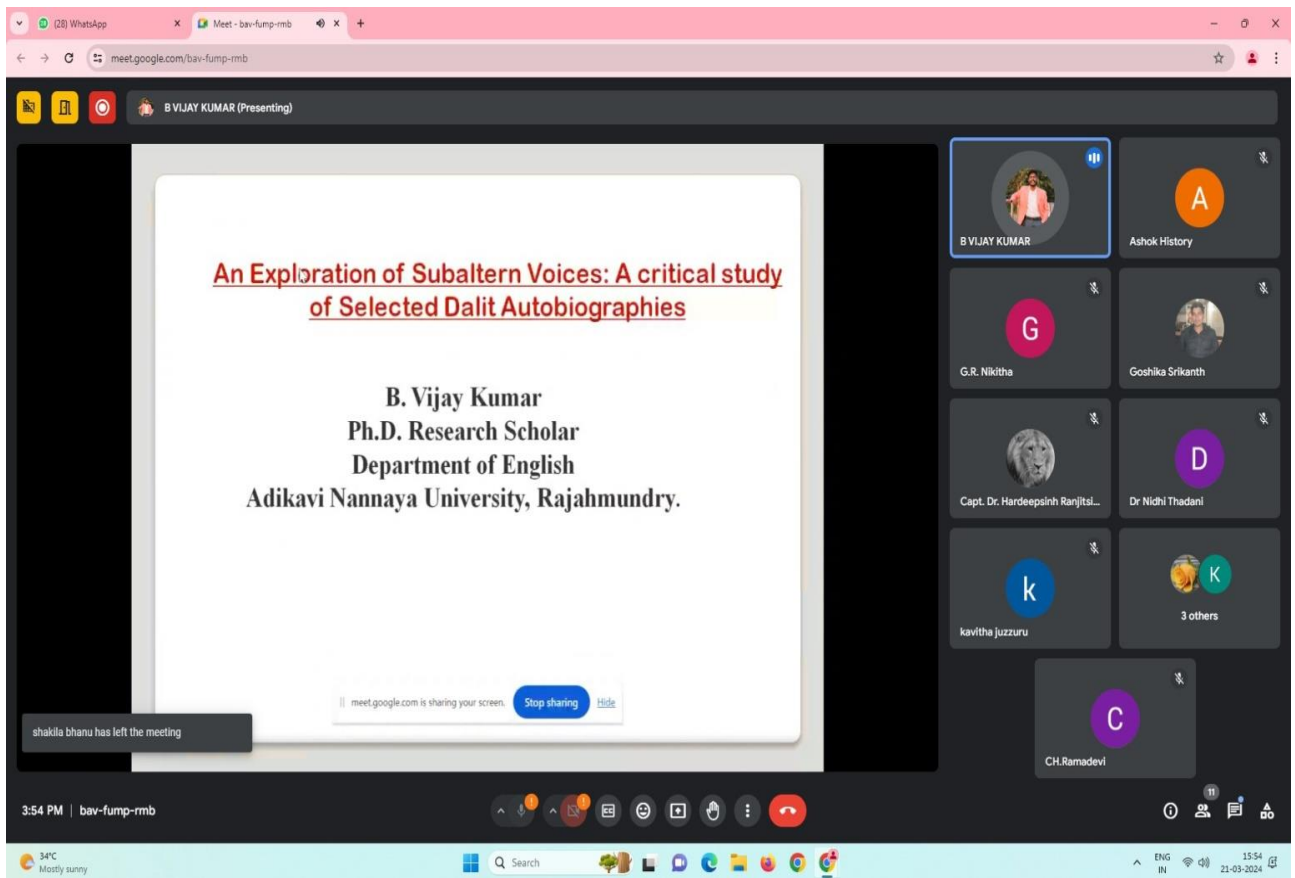 (28) WhatsApp
Meet - bav-fump-rmb
meet.google.com/bav-fump-rmb
B VIJAY KUMAR (Presenting)
An Exploration of Subaltern Voices: A critical study
of Selected Dalit Autobiographies
B. Vijay Kumar
Ph.D. Research Scholar
Department of English
Adikavi Nannaya University, Rajahmundry.
meet.google.com is sharing your screen. Stop sharing Hide
shakila bhanu has left the meeting
B VIJAY KUMAR
A
Ashok History
G
G.R. Nikitha
Goshika Srikanth
Capt. Dr. Hardeepsinh Ranjitsi...
D
Dr Nidhi Thadani
k
kavitha juzzuru
K
3 others
C
CH.Ramadevi
3:54 PM | bav-fump-rmb
CC
11
34°C
Mostly sunny
Search
ENG
IN
15:54
21-03-2024